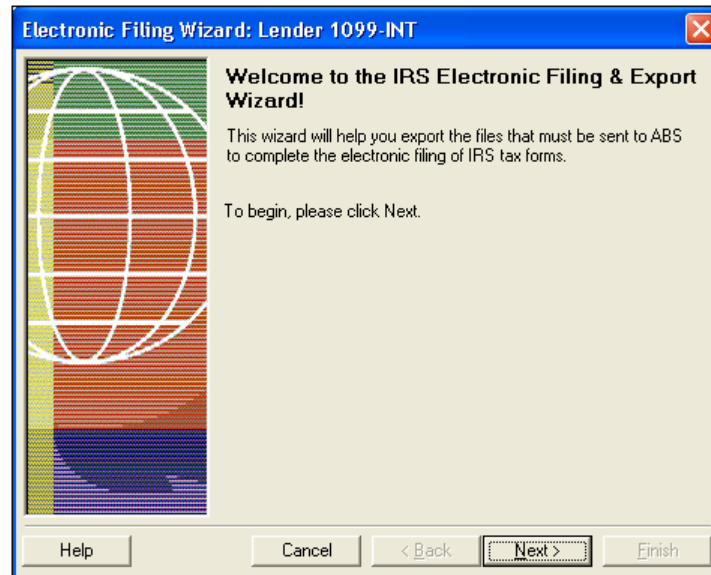 Electronic Filing Wizard: Lender 1099-INT
Welcome to the IRS Electronic Filing & Export
Wizard!
This wizard will help you export the files that must be sent to ABS
to complete the electronic filing of IRS tax forms.
To begin, please click Next.
Help Cancel < Back Next > Finish